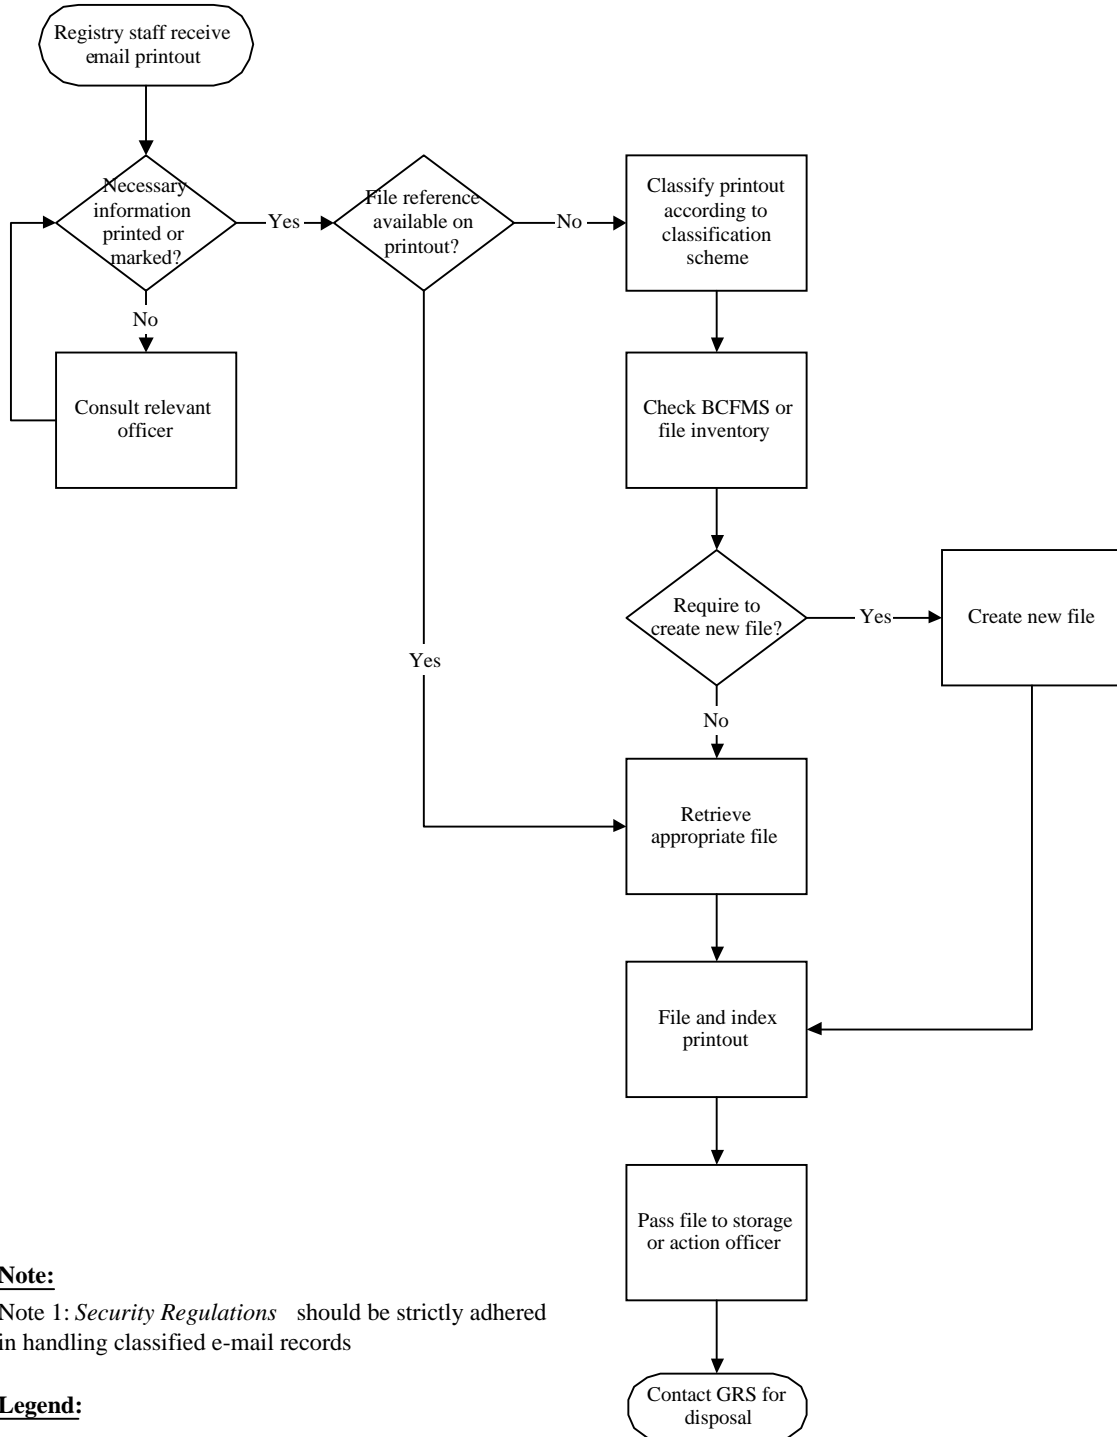 Registry staff receive
email printout
Necessary
information
printed or
marked?
Yes
File reference
available on
printout?
No
Classify printout
according to
classification
scheme
No
Consult relevant
officer
Check BCFMS or
file inventory
Require to
create new file?
Yes
Create new file
Yes
No
Retrieve
appropriate file
File and index
printout
Pass file to storage
or action officer
Note:
Note 1: Security Regulations should be strictly adhered
in handling classified e-mail records
Legend:
Contact GRS for
disposal